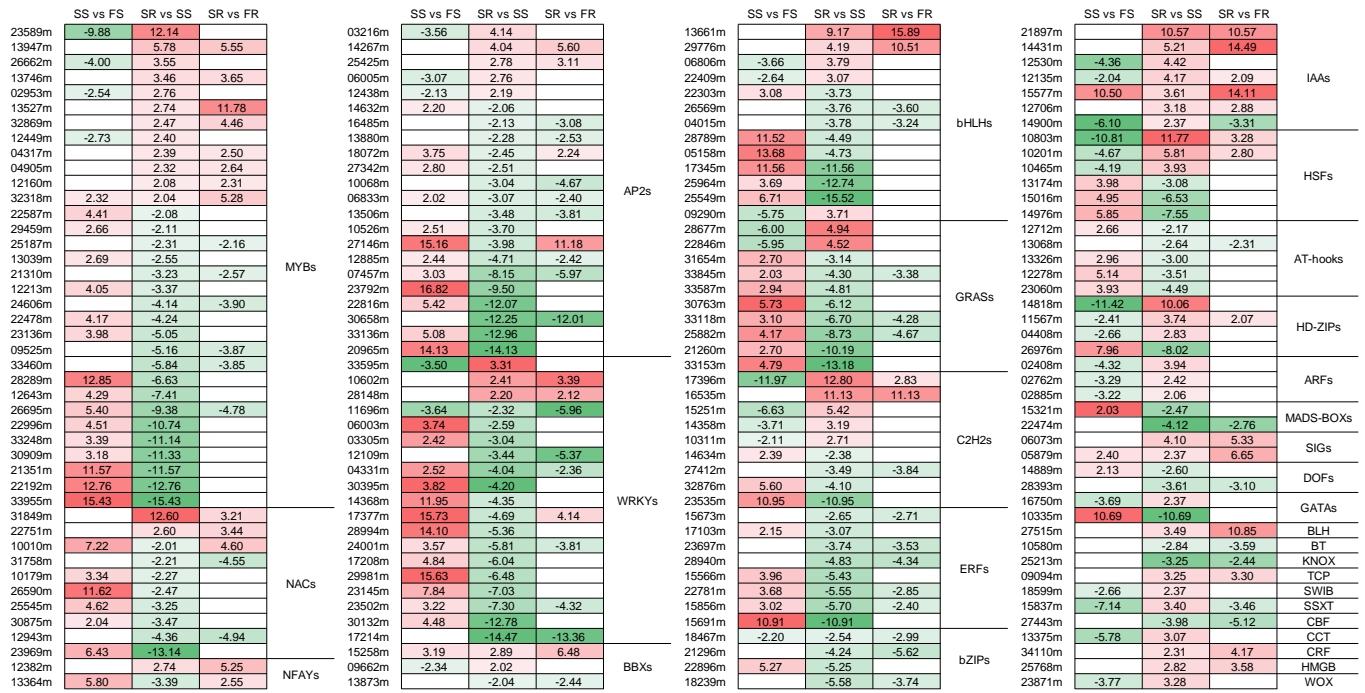 SS vs FS SR vs SS SR vs FR
23589m -9.88 12.14
13947m 5.78 5.55
26662m -4.00 3.55
13746m 3.46 3.65
02953m -2.54 2.76
13527m 2.74 11.78
32869m 2.47 4.46
12449m -2.73 2.40
04317m 2.39 2.50
04905m 2.32 2.64
12160m 2.08 2.31
32318m 2.32 2.04 5.28
22587m 4.41 -2.08
29459m 2.66 -2.11
25187m -2.31 -2.16
13039m 2.69 -2.55
MYBs
21310m -3.23 -2.57
12213m 4.05 -3.37
24606m -4.14 -3.90
22478m 4.17 -4.24
23136m 3.98 -5.05
09525m -5.16 -3.87
33460m -5.84 -3.85
28289m 12.85 -6.63
12643m 4.29 -7.41
26695m 5.40 -9.38 -4.78
22996m 4.51 -10.74
33248m 3.39 -11.14
30909m 3.18 -11.33
21351m 11.57 -11.57
22192m 12.76 -12.76
33955m 15.43 -15.43
31849m 12.60 3.21
22751m 2.60 3.44
10010m 7.22 -2.01 4.60
31758m -2.21 -4.55
10179m 3.34 -2.27
NACs
26590m 11.62 -2.47
25545m 4.62 -3.25
30875m 2.04 -3.47
12943m -4.36 -4.94
23969m 6.43 -13.14
12382m 2.74 5.25
NFAYs
13364m 5.80 -3.39 2.55
SS vs FS SR vs SS SR vs FR
03216m -3.56 4.14
14267m 4.04 5.60
25425m 2.78 3.11
06005m -3.07 2.76
12438m -2.13 2.19
14632m 2.20 -2.06
16485m -2.13 -3.08
13880m -2.28 -2.53
18072m 3.75 -2.45 2.24
27342m 2.80 -2.51
10068m -3.04 -4.67
AP2s
06833m 2.02 -3.07 -2.40
13506m -3.48 -3.81
10526m 2.51 -3.70
27146m 15.16 -3.98 11.18
12885m 2.44 -4.71 -2.42
07457m 3.03 -8.15 -5.97
23792m 16.82 -9.50
22816m 5.42 -12.07
30658m -12.25 -12.01
33136m 5.08 -12.96
20965m 14.13 -14.13
33595m -3.50 3.31
10602m 2.41 3.39
28148m 2.20 2.12
11696m -3.64 -2.32 -5.96
06003m 3.74 -2.59
03305m 2.42 -3.04
12109m -3.44 -5.37
04331m 2.52 -4.04 -2.36
30395m 3.82 -4.20
14368m 11.95 -4.35 WRKYs
17377m 15.73 -4.69 4.14
28994m 14.10 -5.36
24001m 3.57 -5.81 -3.81
17208m 4.84 -6.04
29981m 15.63 -6.48
23145m 7.84 -7.03
23502m 3.22 -7.30 -4.32
30132m 4.48 -12.78
17214m -14.47 -13.36
15258m 3.19 2.89 6.48
09662m -2.34 2.02 BBXs
13873m -2.04 -2.44
SS vs FS SR vs SS SR vs FR
13661m 9.17 15.89
29776m 4.19 10.51
06806m -3.66 3.79
22409m -2.64 3.07
22303m 3.08 -3.73
26569m -3.76 -3.60
04015m -3.78 -3.24 bHLHs
28789m 11.52 -4.49
05158m 13.68 -4.73
17345m 11.56 -11.56
25964m 3.69 -12.74
25549m 6.71 -15.52
09290m -5.75 3.71
28677m -6.00 4.94
22846m -5.95 4.52
31654m 2.70 -3.14
33845m 2.03 -4.30 -3.38
33587m 2.94 -4.81
GRASs
30763m 5.73 -6.12
33118m 3.10 -6.70 -4.28
25882m 4.17 -8.73 -4.67
21260m 2.70 -10.19
33153m 4.79 -13.18
17396m -11.97 12.80 2.83
16535m 11.13 11.13
15251m -6.63 5.42
14358m -3.71 3.19
10311m -2.11 2.71
C2H2s
14634m 2.39 -2.38
27412m -3.49 -3.84
32876m 5.60 -4.10
23535m 10.95 -10.95
15673m -2.65 -2.71
17103m 2.15 -3.07
23697m -3.74 -3.53
28940m -4.83 -4.34
ERFs
15566m 3.96 -5.43
22781m 3.68 -5.55 -2.85
15856m 3.02 -5.70 -2.40
15691m 10.91 -10.91
18467m -2.20 -2.54 -2.99
21296m -4.24 -5.62
bZIPs
22896m 5.27 -5.25
18239m -5.58 -3.74
SS vs FS SR vs SS SR vs FR
21897m 10.57 10.57
14431m 5.21 14.49
12530m -4.36 4.42
12135m -2.04 4.17 2.09 IAAs
15577m 10.50 3.61 14.11
12706m 3.18 2.88
14900m -6.10 2.37 -3.31
10803m -10.81 11.77 3.28
10201m -4.67 5.81 2.80
10465m -4.19 3.93
HSFs
13174m 3.98 -3.08
15016m 4.95 -6.53
14976m 5.85 -7.55
12712m 2.66 -2.17
13068m -2.64 -2.31
13326m 2.96 -3.00 AT-hooks
12278m 5.14 -3.51
23060m 3.93 -4.49
14818m -11.42 10.06
11567m -2.41 3.74 2.07
HD-ZIPs
04408m -2.66 2.83
26976m 7.96 -8.02
02408m -4.32 3.94
02762m -3.29 2.42
ARFs
02885m -3.22 2.06
15321m 2.03 -2.47
MADS-BOXs
22474m -4.12 -2.76
06073m 4.10 5.33
SIGs
05879m 2.40 2.37 6.65
14889m 2.13 -2.60
DOFs
28393m -3.61 -3.10
16750m -3.69 2.37
GATAs
10335m 10.69 -10.69
27515m 3.49 10.85 BLH
10580m -2.84 -3.59 BT
25213m -3.25 -2.44 KNOX
09094m 3.25 3.30 TCP
18599m -2.66 2.37 SWIB
15837m -7.14 3.40 -3.46 SSXT
27443m -3.98 -5.12 CBF
13375m -5.78 3.07 CCT
34110m 2.31 4.17 CRF
25768m 2.82 3.58 HMGB
23871m -3.77 3.28 WOX